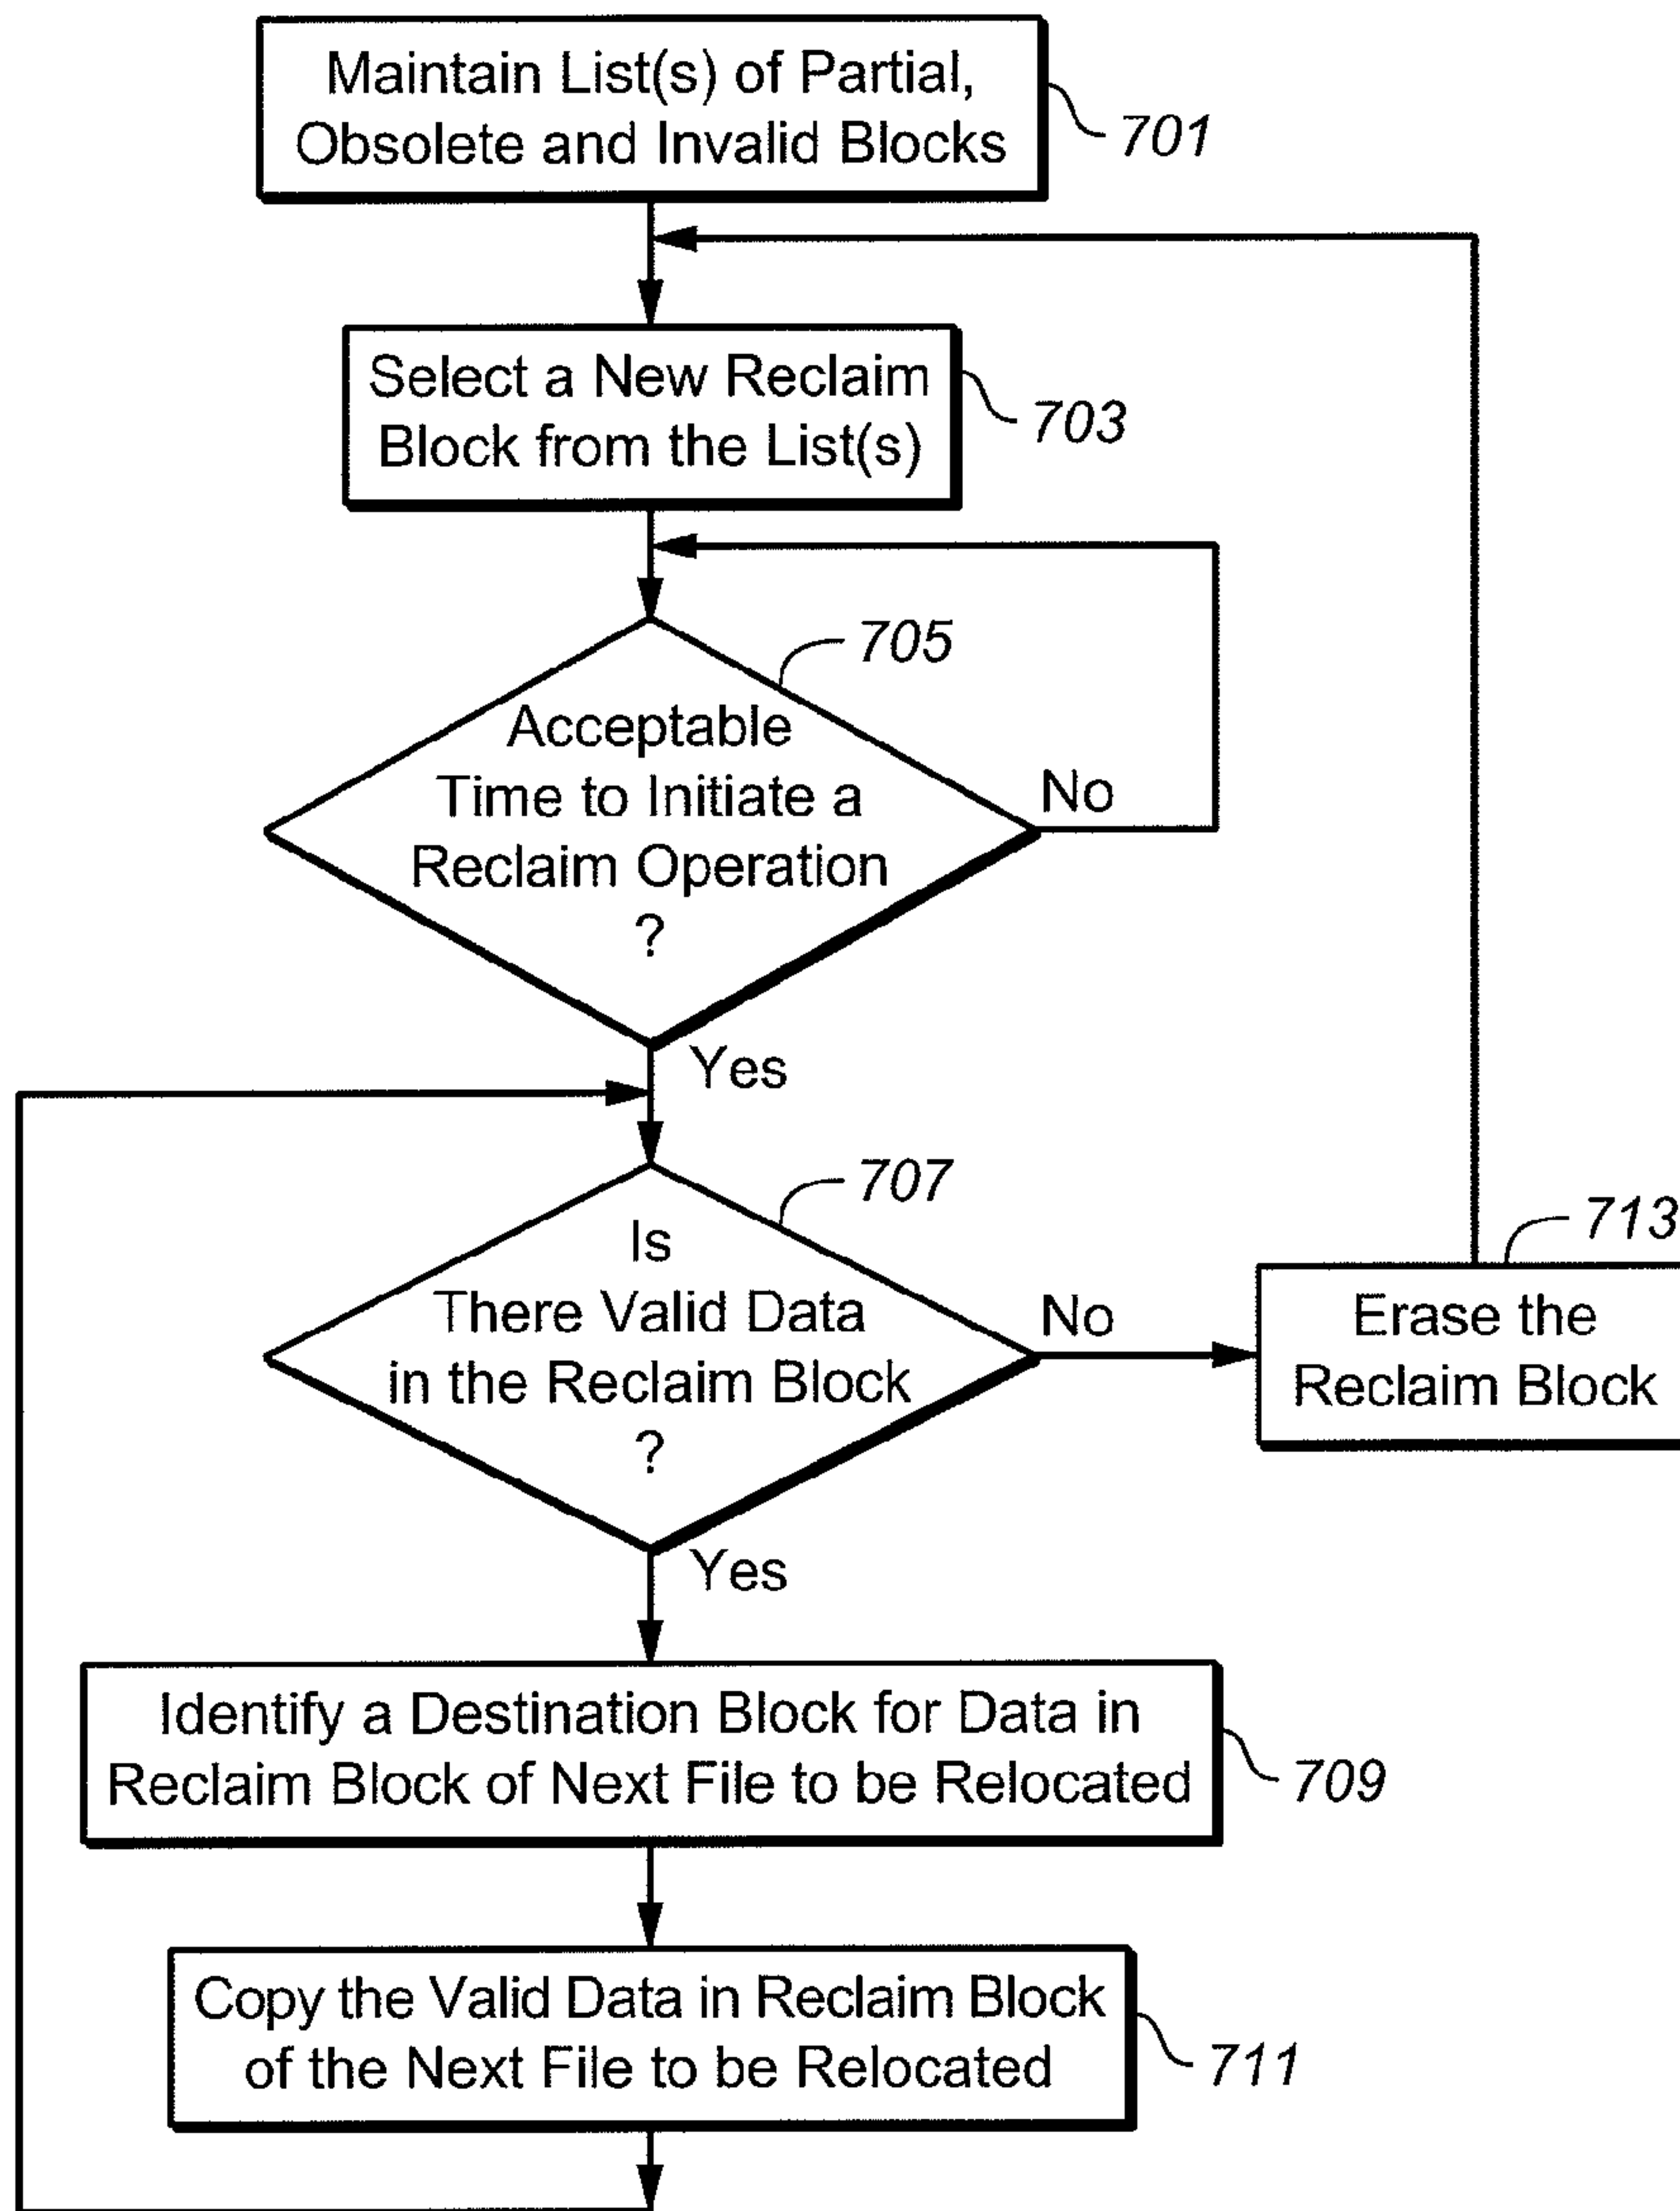 Maintain List(s) of Partial,
Obsolete and Invalid Blocks
701
Select a New Reclaim
Block from the List(s)
703
705
Acceptable
Time to Initiate a
Reclaim Operation
?
No
Yes
707
Is
There Valid Data
in the Reclaim Block
?
No
713
Erase the
Reclaim Block
Yes
Identify a Destination Block for Data in
Reclaim Block of Next File to be Relocated
709
Copy the Valid Data in Reclaim Block
of the Next File to be Relocated
711